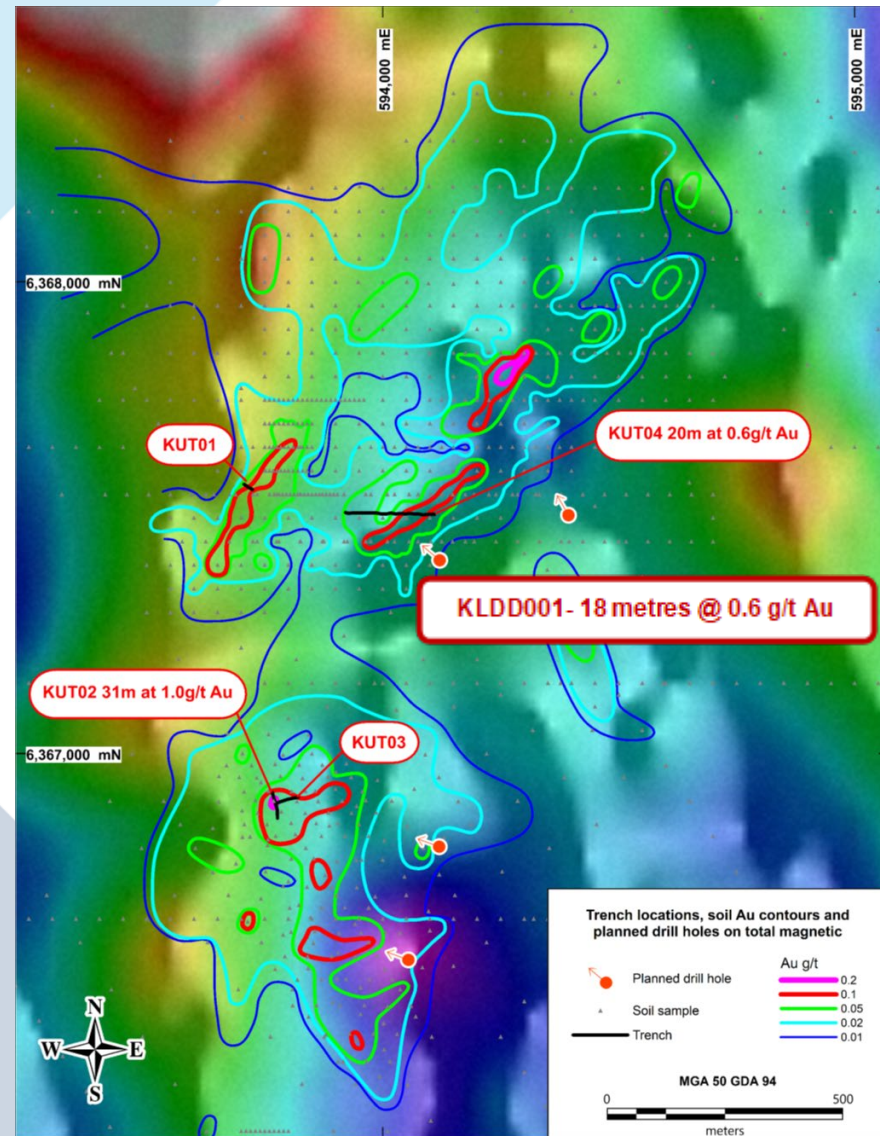 594,000 mE
595,000 mE
6,368,000 mN
KUT01
KUT04 20m at 0.6g/t Au
KLDD001- 18 metres @ 0.6 g/t Au
KUT02 31m at 1.0g/t Au
KUT03
6,367,000 mN
Trench locations, soil Au contours and
planned drill holes on total magnetic
Au g/t
Planned drill hole
Soil sample
Trench
0.2
0.1
0.05
0.02
0.01
MGA 50 GDA 94
0 500
meters
N
W E
S